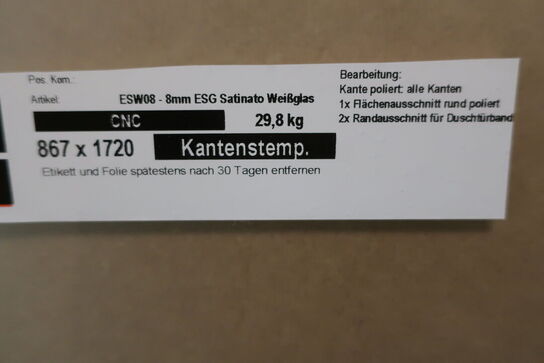 Pos. Kom.:
Artikel: ESW08 - 8mm ESG Satinato Weißglas
CNC 29,8 kg
867 x 1720 Kantenstemp.
Etikett und Folie spätestens nach 30 Tagen entfernen
Bearbeitung:
Kante poliert: alle Kanten
1x Flächenausschnitt rund poliert
2x Randausschnitt für Duschtürband